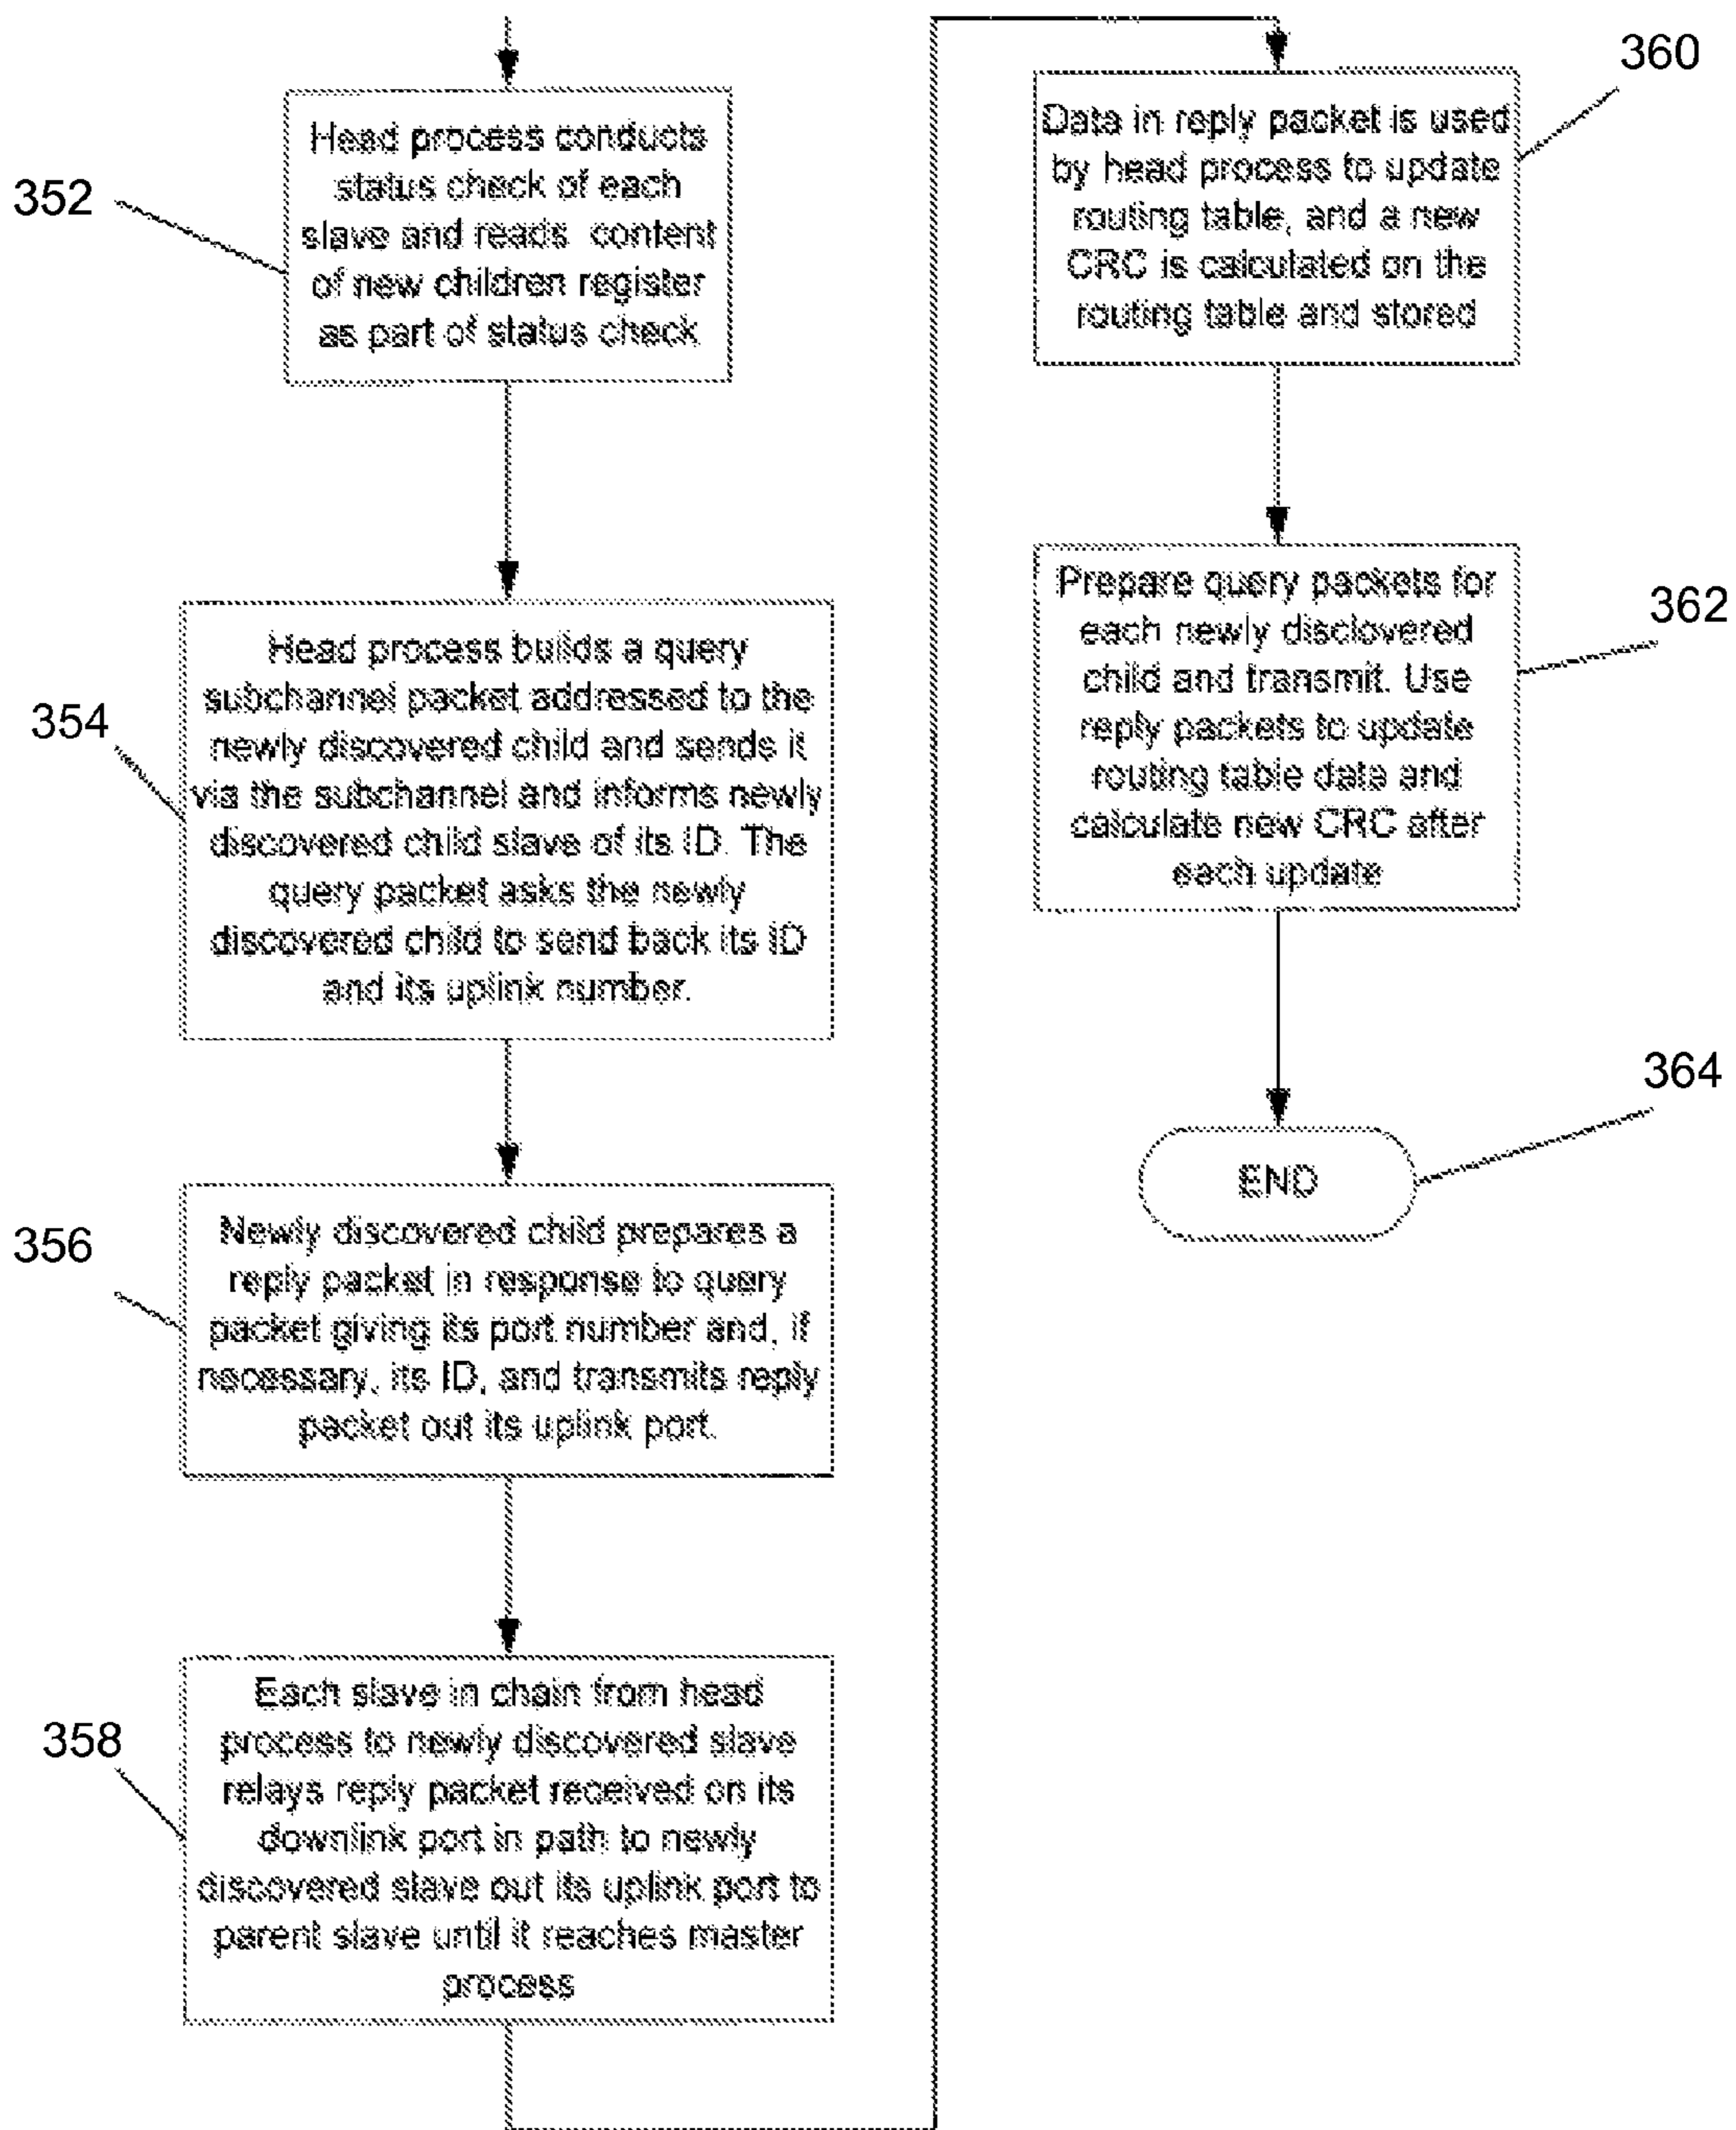 352
Head process conducts
status check of each
slave and reads content
of new children register
as part of status check
354
Head process builds a query
subchannel packet addressed to the
newly discovered child and sends it
via the subchannel and informs newly
discovered child slave of its ID. The
query packet asks the newly
discovered child to send back its ID
and its uplink number.
356
Newly discovered child prepares a
reply packet in response to query
packet giving its port number and, if
necessary, its ID, and transmits reply
packet out its uplink port.
358
Each slave in chain from head
process to newly discovered slave
relays reply packet received on its
downlink port in path to newly
discovered slave out its uplink port to
parent slave until it reaches master
process
360
Data in reply packet is used
by head process to update
routing table, and a new
CRC is calculated on the
routing table and stored
362
Prepare query packets for
each newly disclovered
child and transmit. Use
reply packets to update
routing table data and
calculate new CRC after
each update
364
END